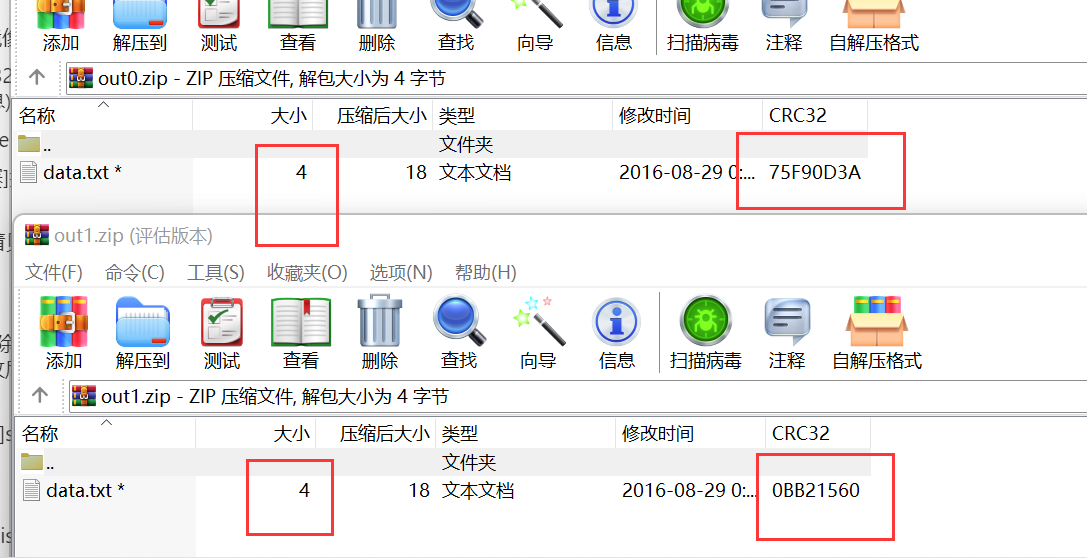 添加 解压到 测试 查看 删除 查找 向导 信息 扫描病毒 注释 自解压格式
out0.zip - ZIP 压缩文件, 解包大小为 4 字节
名称 大小 压缩后大小 类型 修改时间 CRC32
.. 文件夹
data.txt * 4 18 文本文档 2016-08-29 0:... 75F90D3A
out1.zip (评估版本)
文件(F) 命令(C) 工具(S) 收藏夹(O) 选项(N) 帮助(H)
添加 解压到 测试 查看 删除 查找 向导 信息 扫描病毒 注释 自解压格式
out1.zip - ZIP 压缩文件, 解包大小为 4 字节
名称 大小 压缩后大小 类型 修改时间 CRC32
.. 文件夹
data.txt * 4 18 文本文档 2016-08-29 0:... 0BB21560